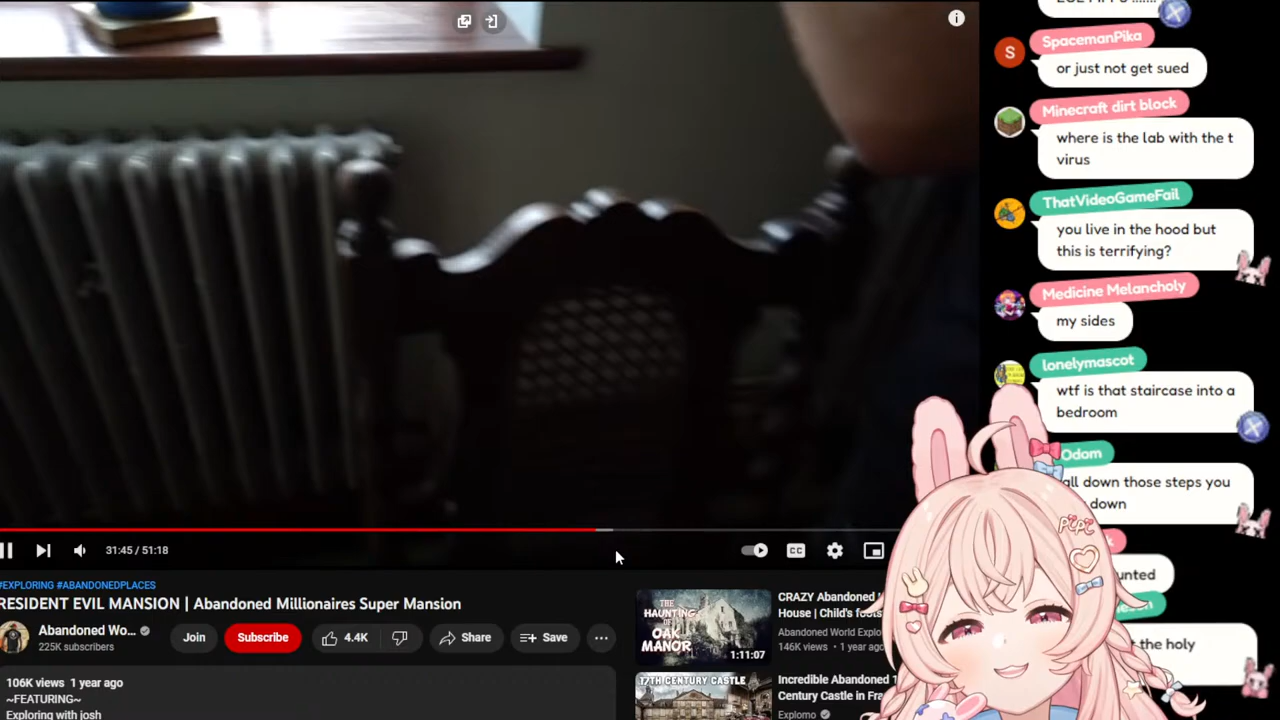 SpacemanPika
S
or just not get sued
Minecraft dirt block
where is the lab with the t
virus
ThatVideoGameFail
you live in the hood but
this is terrifying?
Medicine Melancholy
my sides
lonelymascot
wtf is that staircase into a
bedroom
Odom
all down those steps you
down
unted
the holy
Pipi
31:45 / 51:18
CC
#EXPLORING #ABANDONEDPLACES
RESIDENT EVIL MANSION | Abandoned Millionaires Super Mansion
Abandoned Wo...
225K subscribers
Join
Subscribe
4.4K
Share
Save
106K views 1 year ago
~FEATURING~
Exploring with josh
THE
HAUNTING
OF
OAK
MANOR
1:11:07
CRAZY Abandoned
House | Child's
Abandoned World Explo
146K views • 1 year ago
17TH CENTURY CASTLE
Incredible Abandoned 1
Century Castle in Fra
Explomo